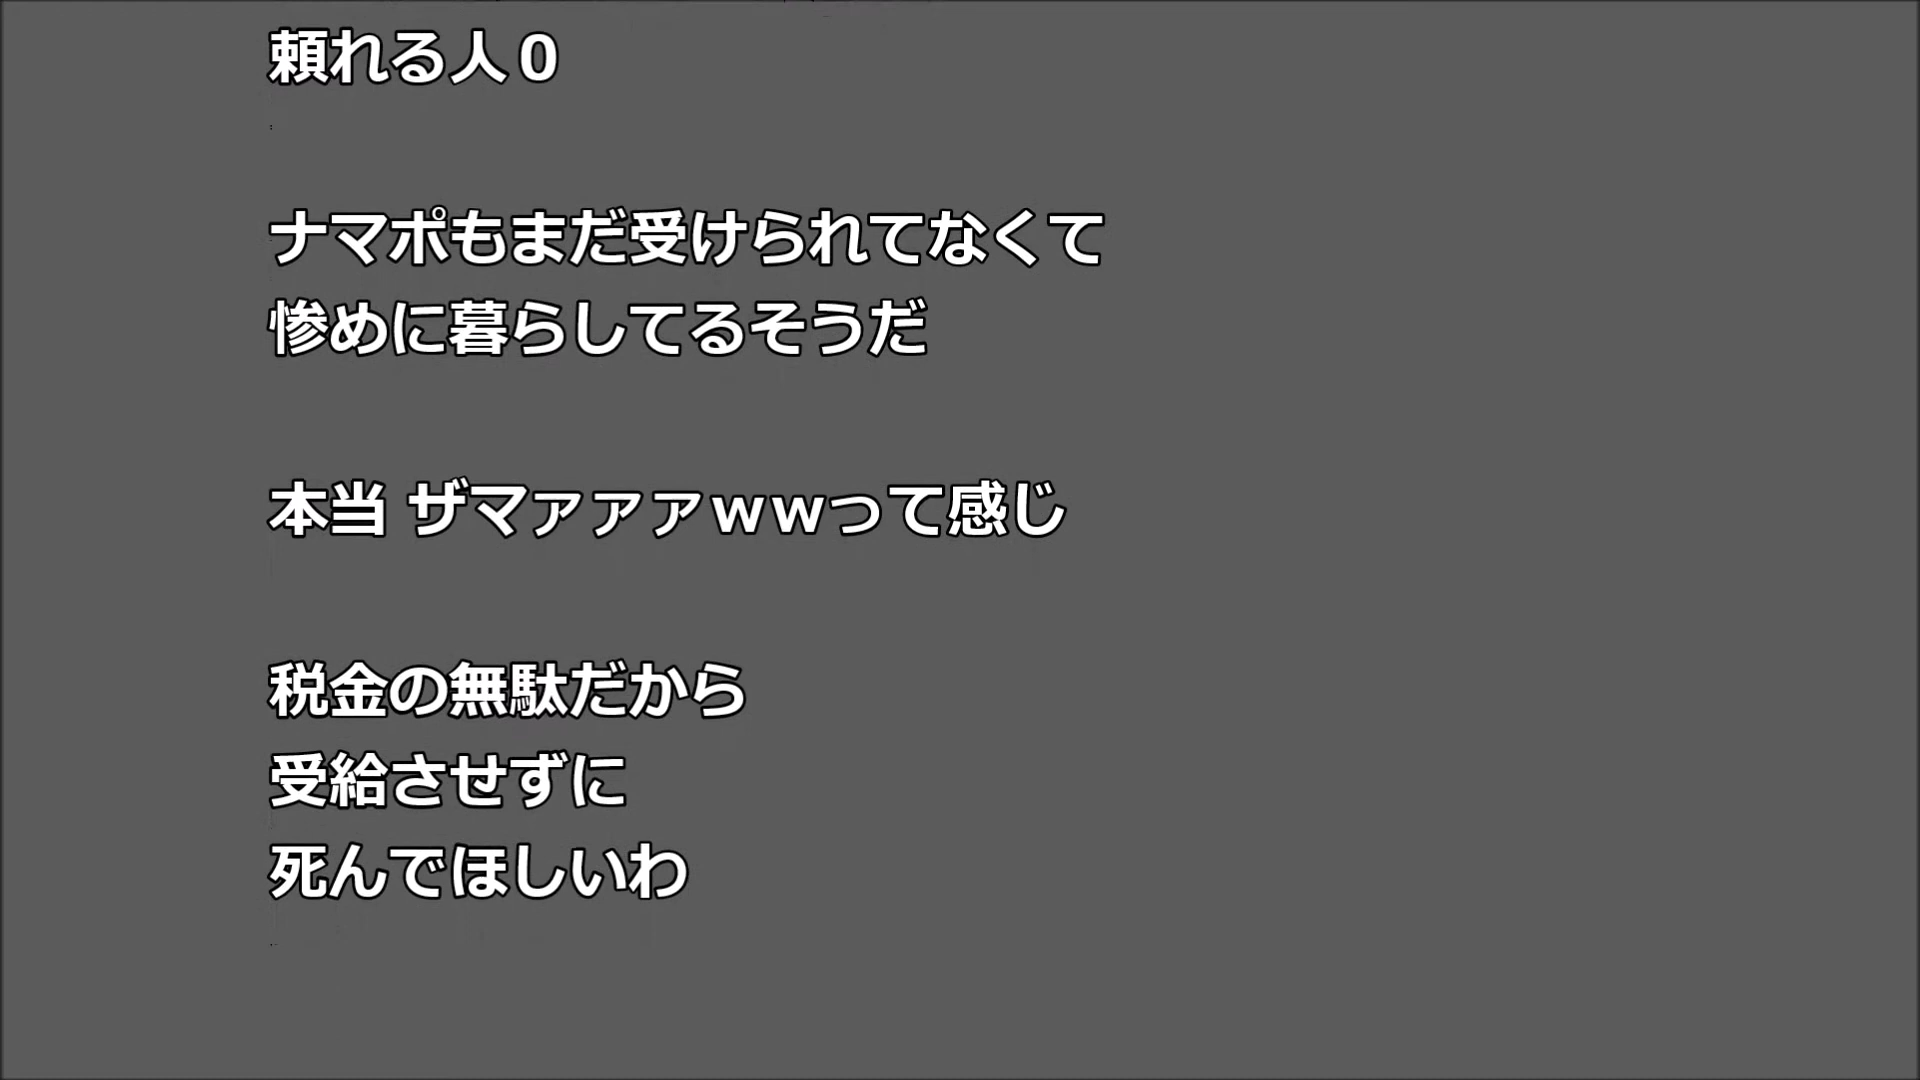 頼れる人０
ナマポもまだ受けられてなくて
惨めに暮らしてるそうだ
本当 ザマァァァｗｗって感じ
税金の無駄だから
受給させずに
死んでほしいわ